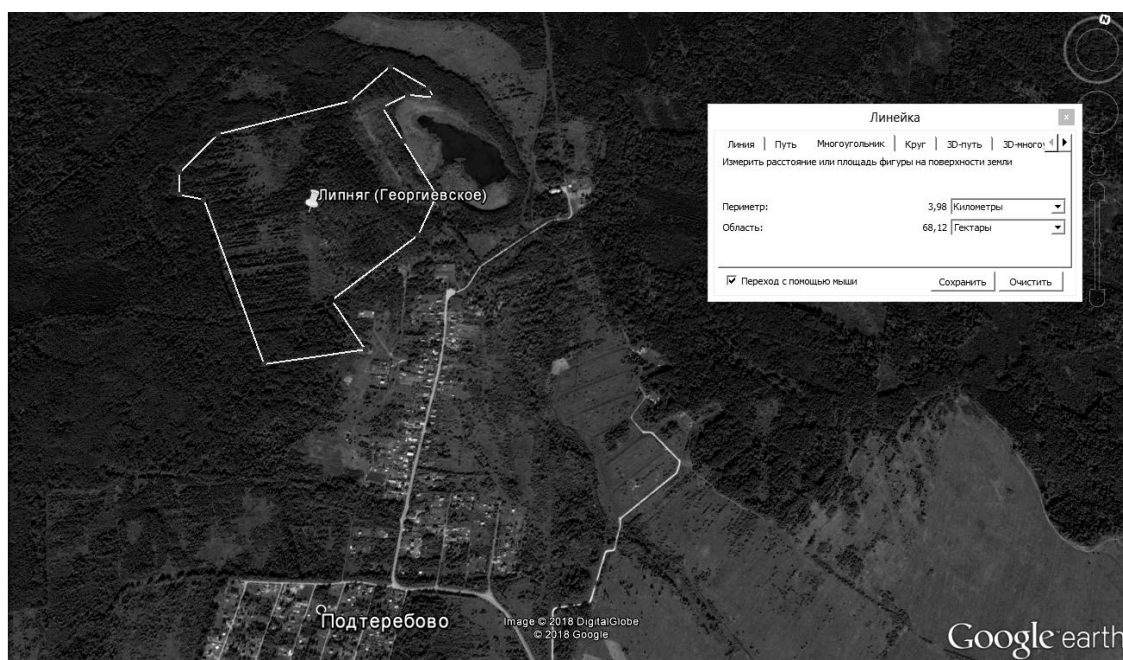 N
Линейка
x
Линия Путь Многоугольник Круг 3D-путь 3D-многоу
Измерить расстояние или площадь фигуры на поверхности земли
Периметр: 3,98 Километры
Область: 68,12 Гектары
Переход с помощью мыши Сохранить Очистить
Липняг (Георгиевское)
Подтеребово
Image © 2018 DigitalGlobe
© 2018 Google
Google earth